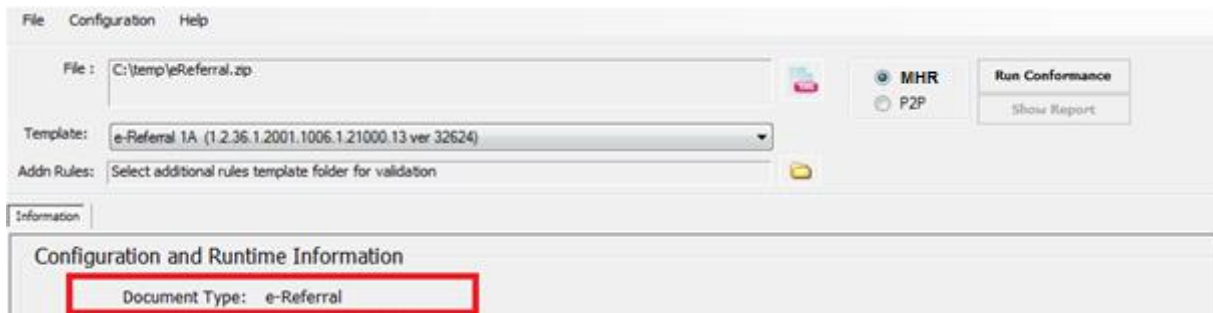 File Configuration Help
File : C:\temp\eReferral.zip
MHR
Run Conformance
P2P
Show Report
Template: e-Referral 1A (1.2.36.1.2001.1006.1.21000.13 ver 32624)
Addn Rules: Select additional rules template folder for validation
Information
Configuration and Runtime Information
Document Type: e-Referral